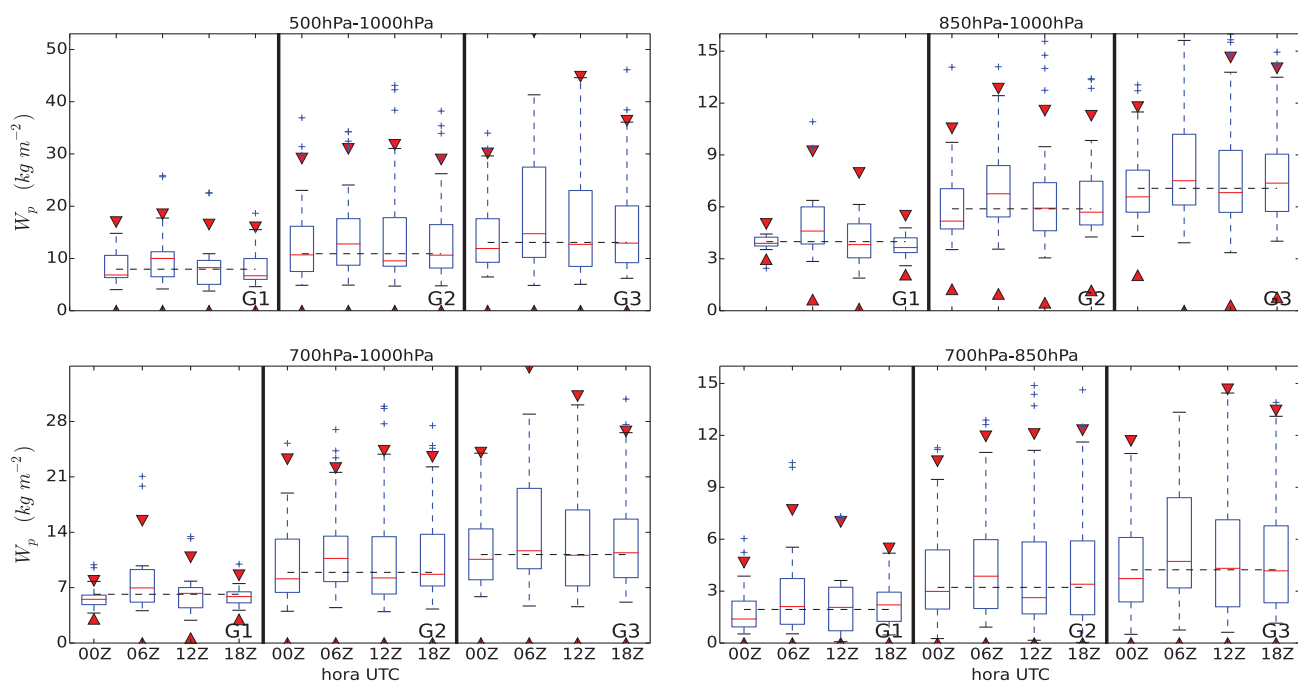 500hPa-1000hPa
50
40
30
20
10
0
W_p (kg m^{-2})
G1
G2
G3
850hPa-1000hPa
15
12
9
6
3
0
G1
G2
G3
700hPa-1000hPa
28
21
14
7
0
W_p (kg m^{-2})
G1
G2
G3
00Z 06Z 12Z 18Z 00Z 06Z 12Z 18Z 00Z 06Z 12Z 18Z
hora UTC
700hPa-850hPa
15
12
9
6
3
0
W_p (kg m^{-2})
G1
G2
G3
00Z 06Z 12Z 18Z 00Z 06Z 12Z 18Z 00Z 06Z 12Z 18Z
hora UTC